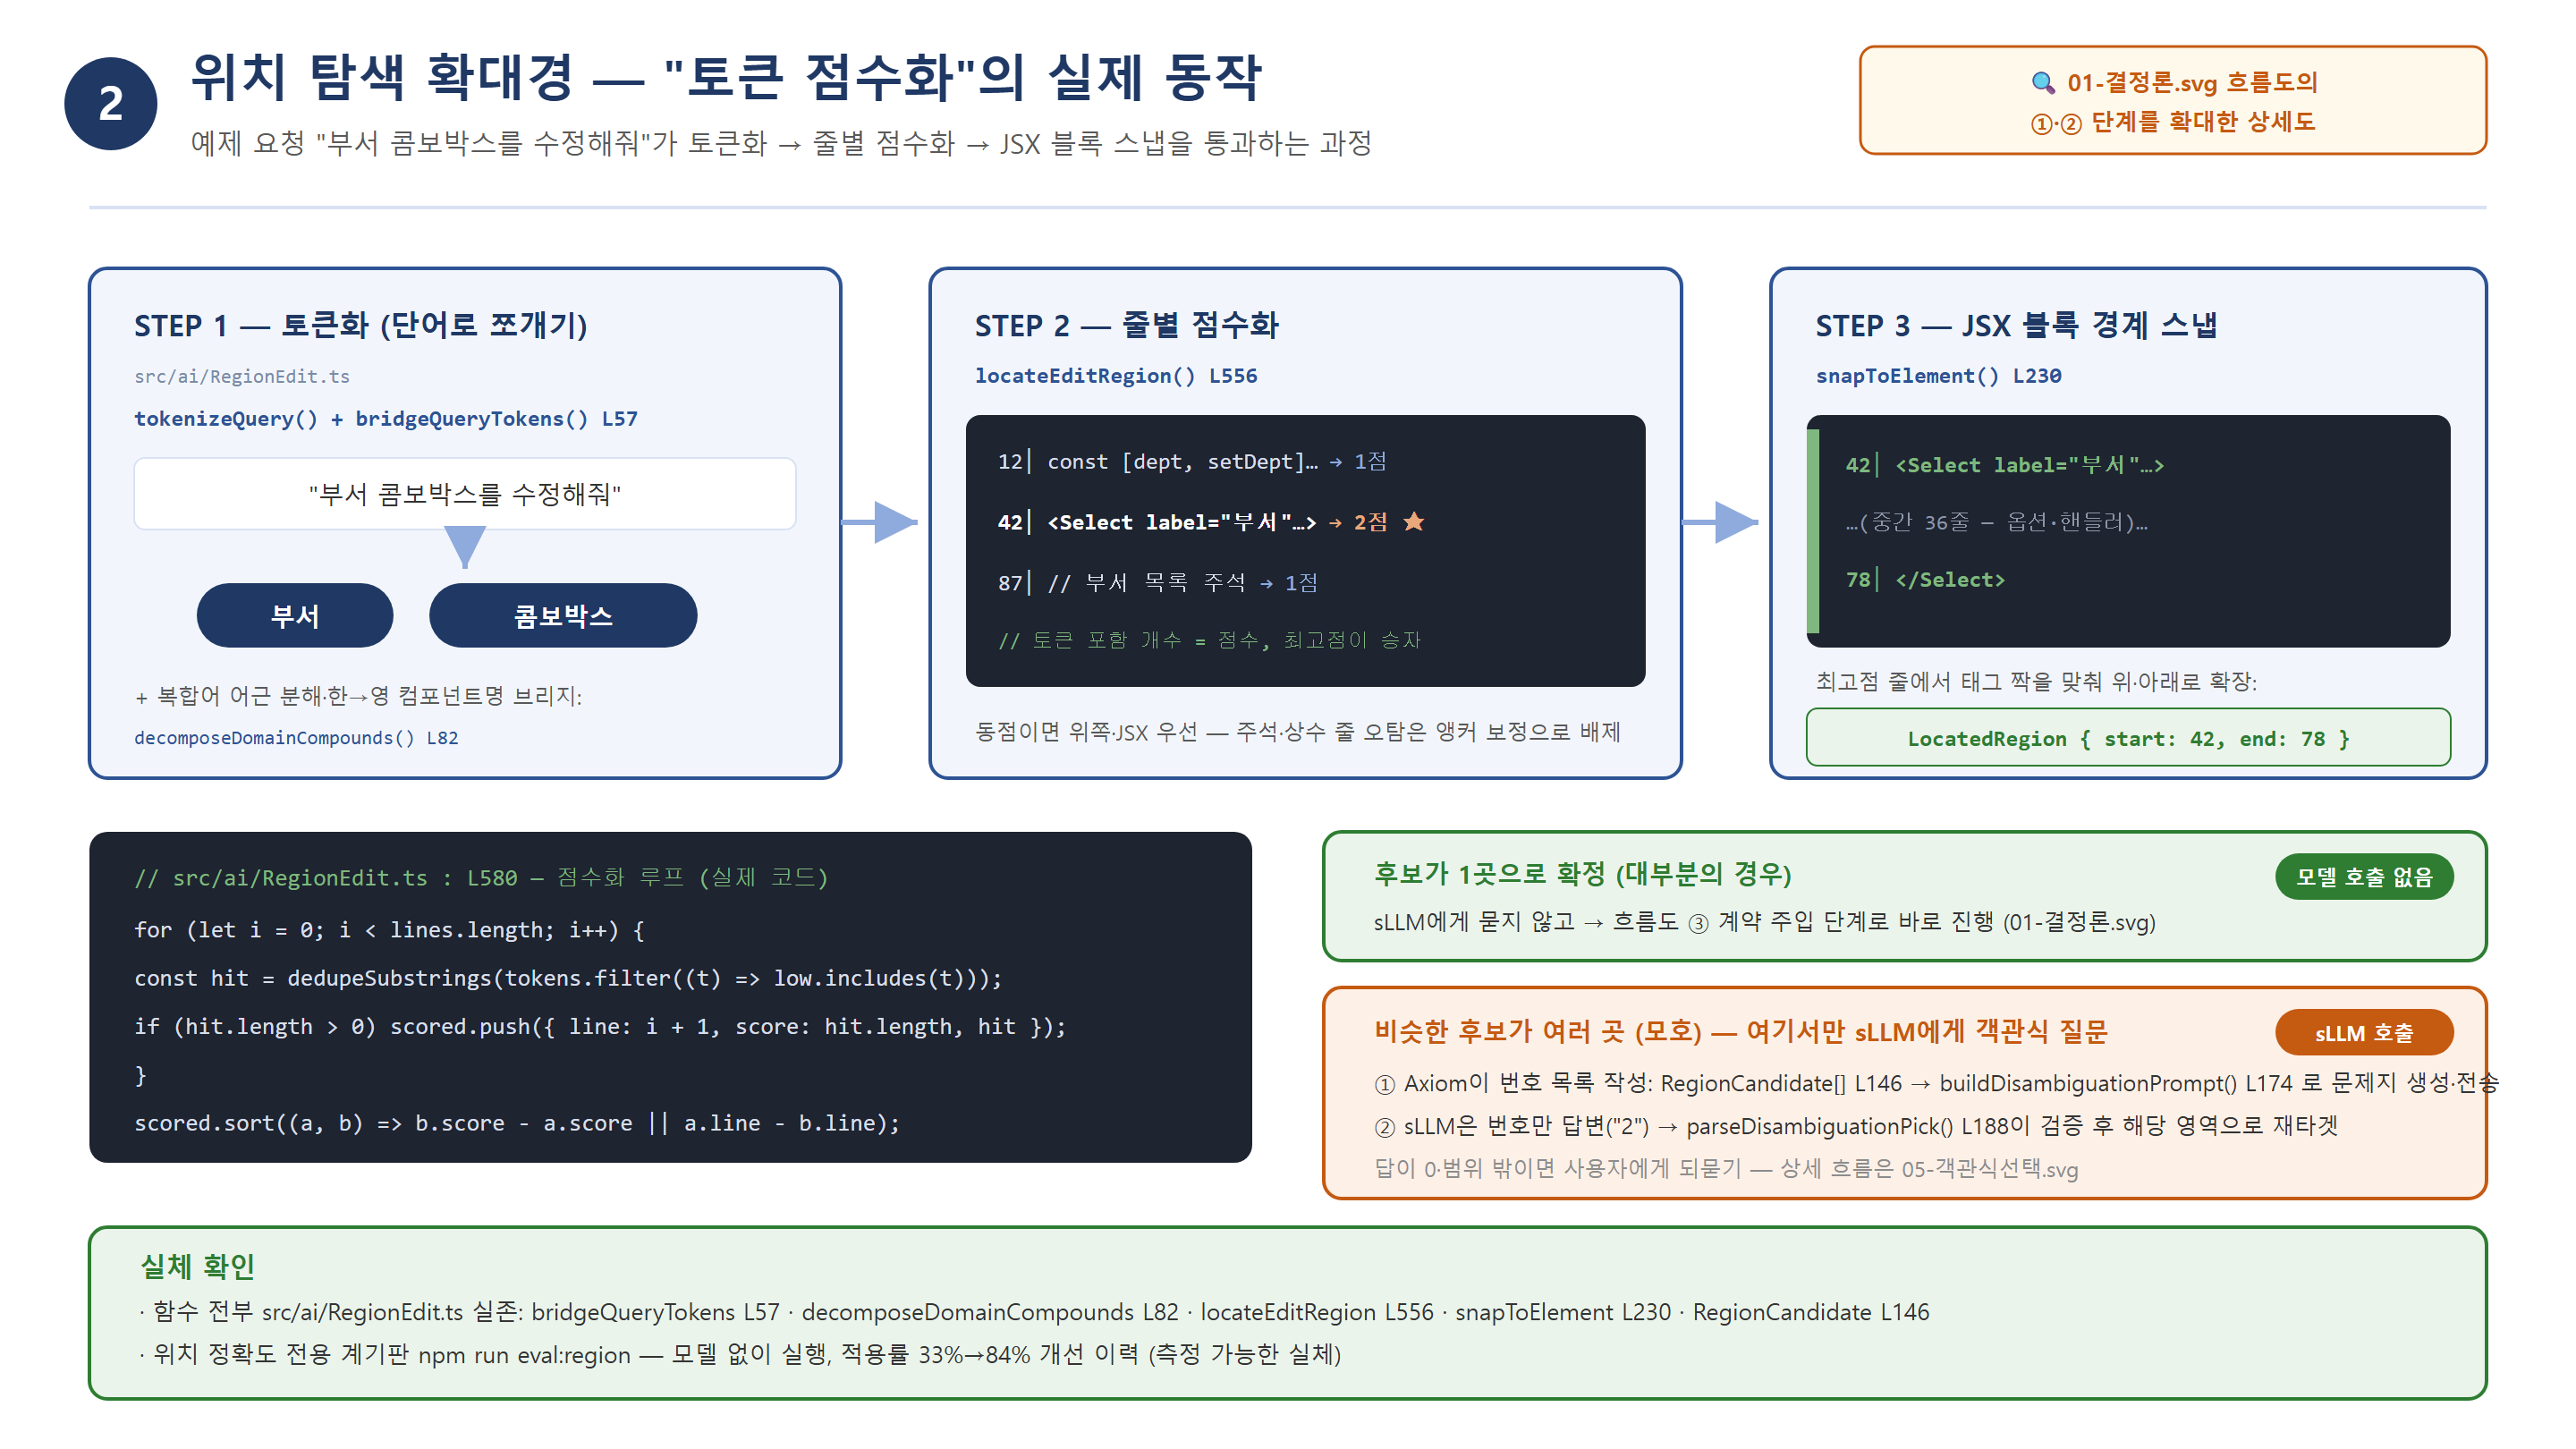 2
위치 탐색 확대경 — "토큰 점수화"의 실제 동작
예제 요청 "부서 콤보박스를 수정해줘"가 토큰화 → 줄별 점수화 → JSX 블록 스냅을 통과하는 과정
🔍 01-결정론.svg 흐름도의
①·② 단계를 확대한 상세도
STEP 1 — 토큰화 (단어로 쪼개기)
src/ai/RegionEdit.ts
tokenizeQuery() + bridgeQueryTokens() L57
"부서 콤보박스를 수정해줘"
부서
콤보박스
+ 복합어 어근 분해·한→영 컴포넌트명 브리지:
decomposeDomainCompounds() L82
STEP 2 — 줄별 점수화
locateEditRegion() L556
12│ const [dept, setDept]… → 1점
42│ <Select label="부서"…> → 2점 ★
87│ // 부서 목록 주석 → 1점
// 토큰 포함 개수 = 점수, 최고점이 승자
동점이면 위쪽·JSX 우선 — 주석·상수 줄 오탐은 앵커 보정으로 배제
STEP 3 — JSX 블록 경계 스냅
snapToElement() L230
42│ <Select label="부서"…>
…(중간 36줄 — 옵션·핸들러)…
78│ </Select>
최고점 줄에서 태그 짝을 맞춰 위·아래로 확장:
LocatedRegion { start: 42, end: 78 }
// src/ai/RegionEdit.ts : L580 — 점수화 루프 (실제 코드)
for (let i = 0; i < lines.length; i++) {
const hit = dedupeSubstrings(tokens.filter((t) => low.includes(t)));
if (hit.length > 0) scored.push({ line: i + 1, score: hit.length, hit });
}
scored.sort((a, b) => b.score - a.score || a.line - b.line);
후보가 1곳으로 확정 (대부분의 경우)
모델 호출 없음
sLLM에게 묻지 않고 → 흐름도 ③ 계약 주입 단계로 바로 진행 (01-결정론.svg)
비슷한 후보가 여러 곳 (모호) — 여기서만 sLLM에게 객관식 질문
sLLM 호출
① Axiom이 번호 목록 작성: RegionCandidate[] L146 → buildDisambiguationPrompt() L174 로 문제지 생성·전송
② sLLM은 번호만 답변("2") → parseDisambiguationPick() L188이 검증 후 해당 영역으로 재타겟
답이 0·범위 밖이면 사용자에게 되묻기 — 상세 흐름은 05-객관식선택.svg
실체 확인
· 함수 전부 src/ai/RegionEdit.ts 실존: bridgeQueryTokens L57 · decomposeDomainCompounds L82 · locateEditRegion L556 · snapToElement L230 · RegionCandidate L146
· 위치 정확도 전용 계기판 npm run eval:region — 모델 없이 실행, 적용률 33%→84% 개선 이력 (측정 가능한 실체)